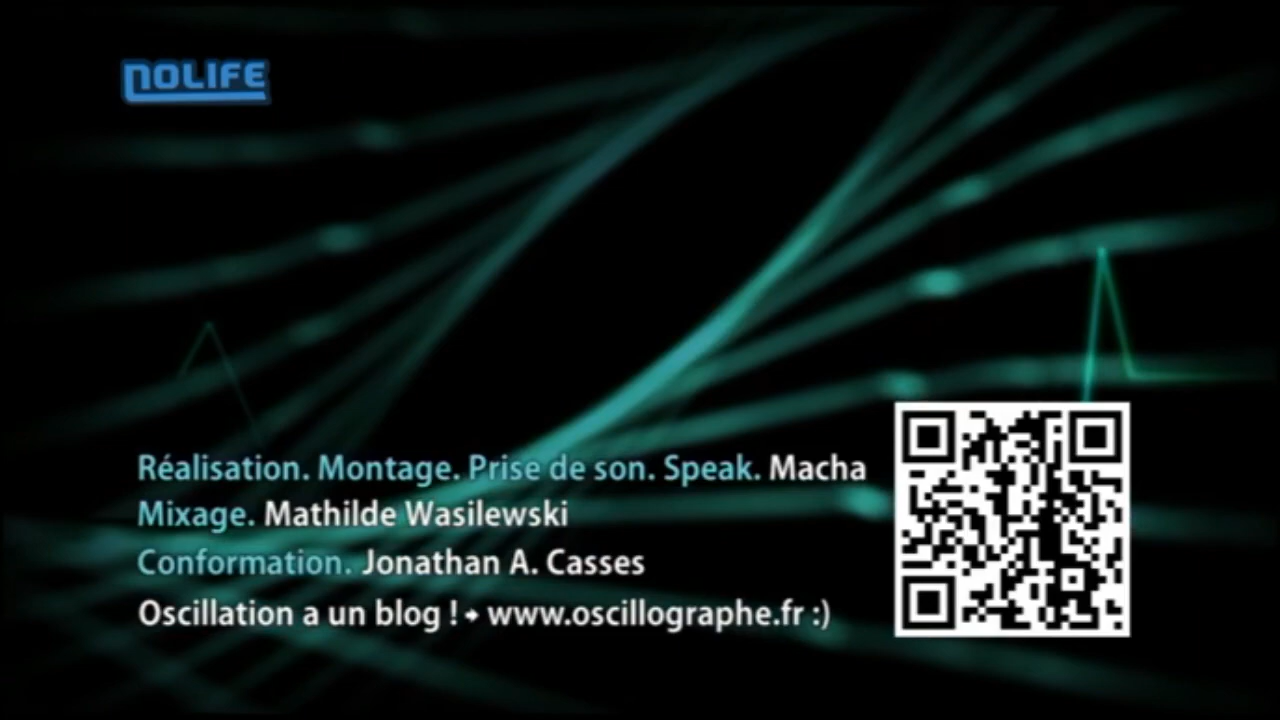 NOLIFE
Réalisation. Montage. Prise de son. Speak. Macha
Mixage. Mathilde Wasilewski
Conformation. Jonathan A. Casses
Oscillation a un blog ! → www.oscillographe.fr :)